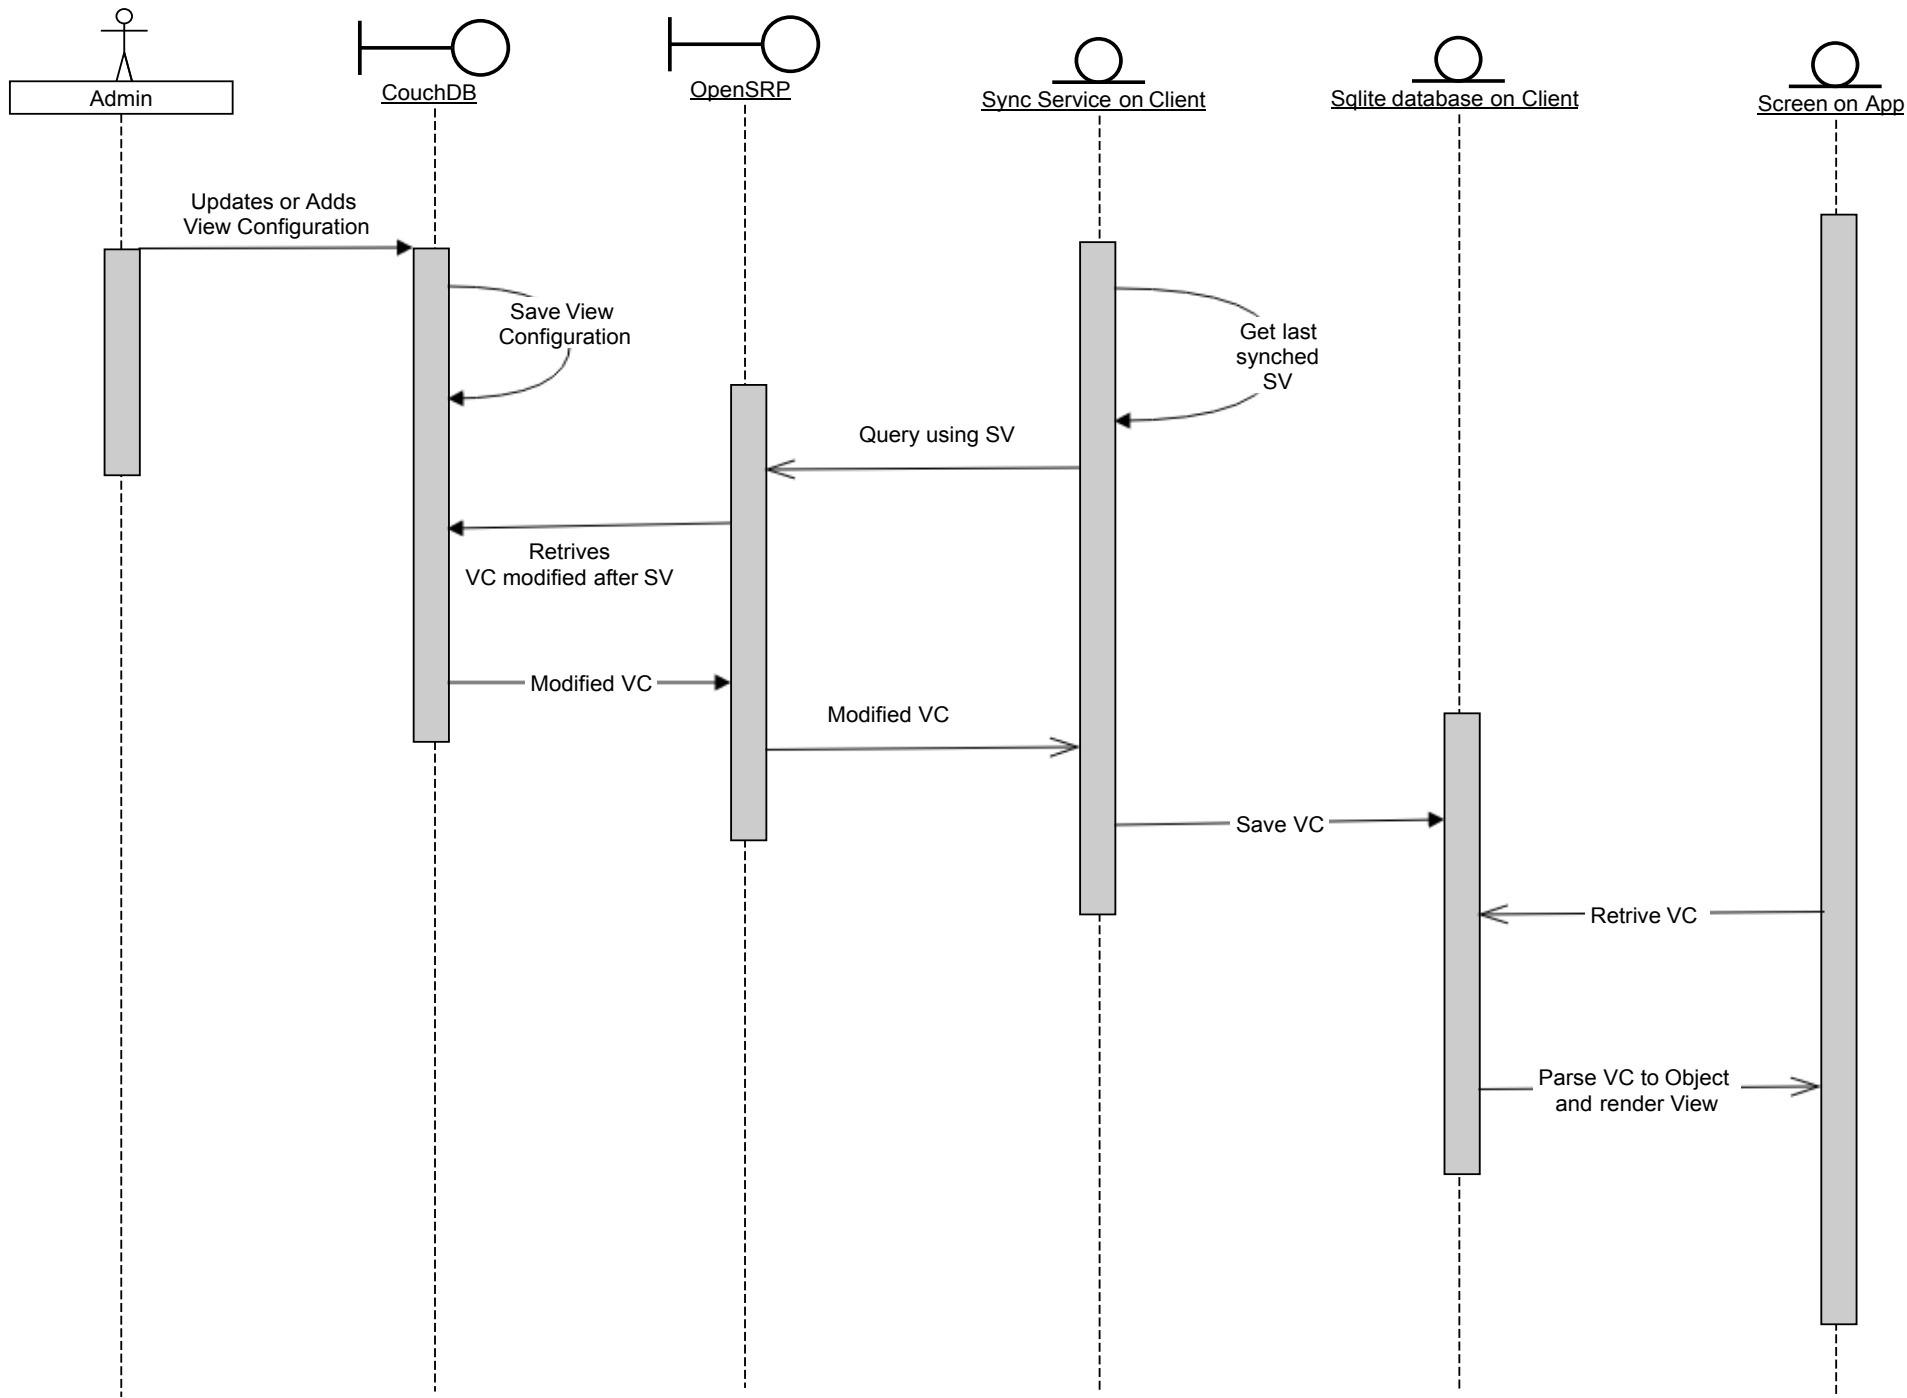 Admin
CouchDB
OpenSRP
Sync Service on Client
Sqlite database on Client
Screen on App
Updates or Adds
View Configuration
Save View
Configuration
Get last
synched
SV
Query using SV
Retrives
VC modified after SV
Modified VC
Modified VC
Save VC
Retrive VC
Parse VC to Object
and render View